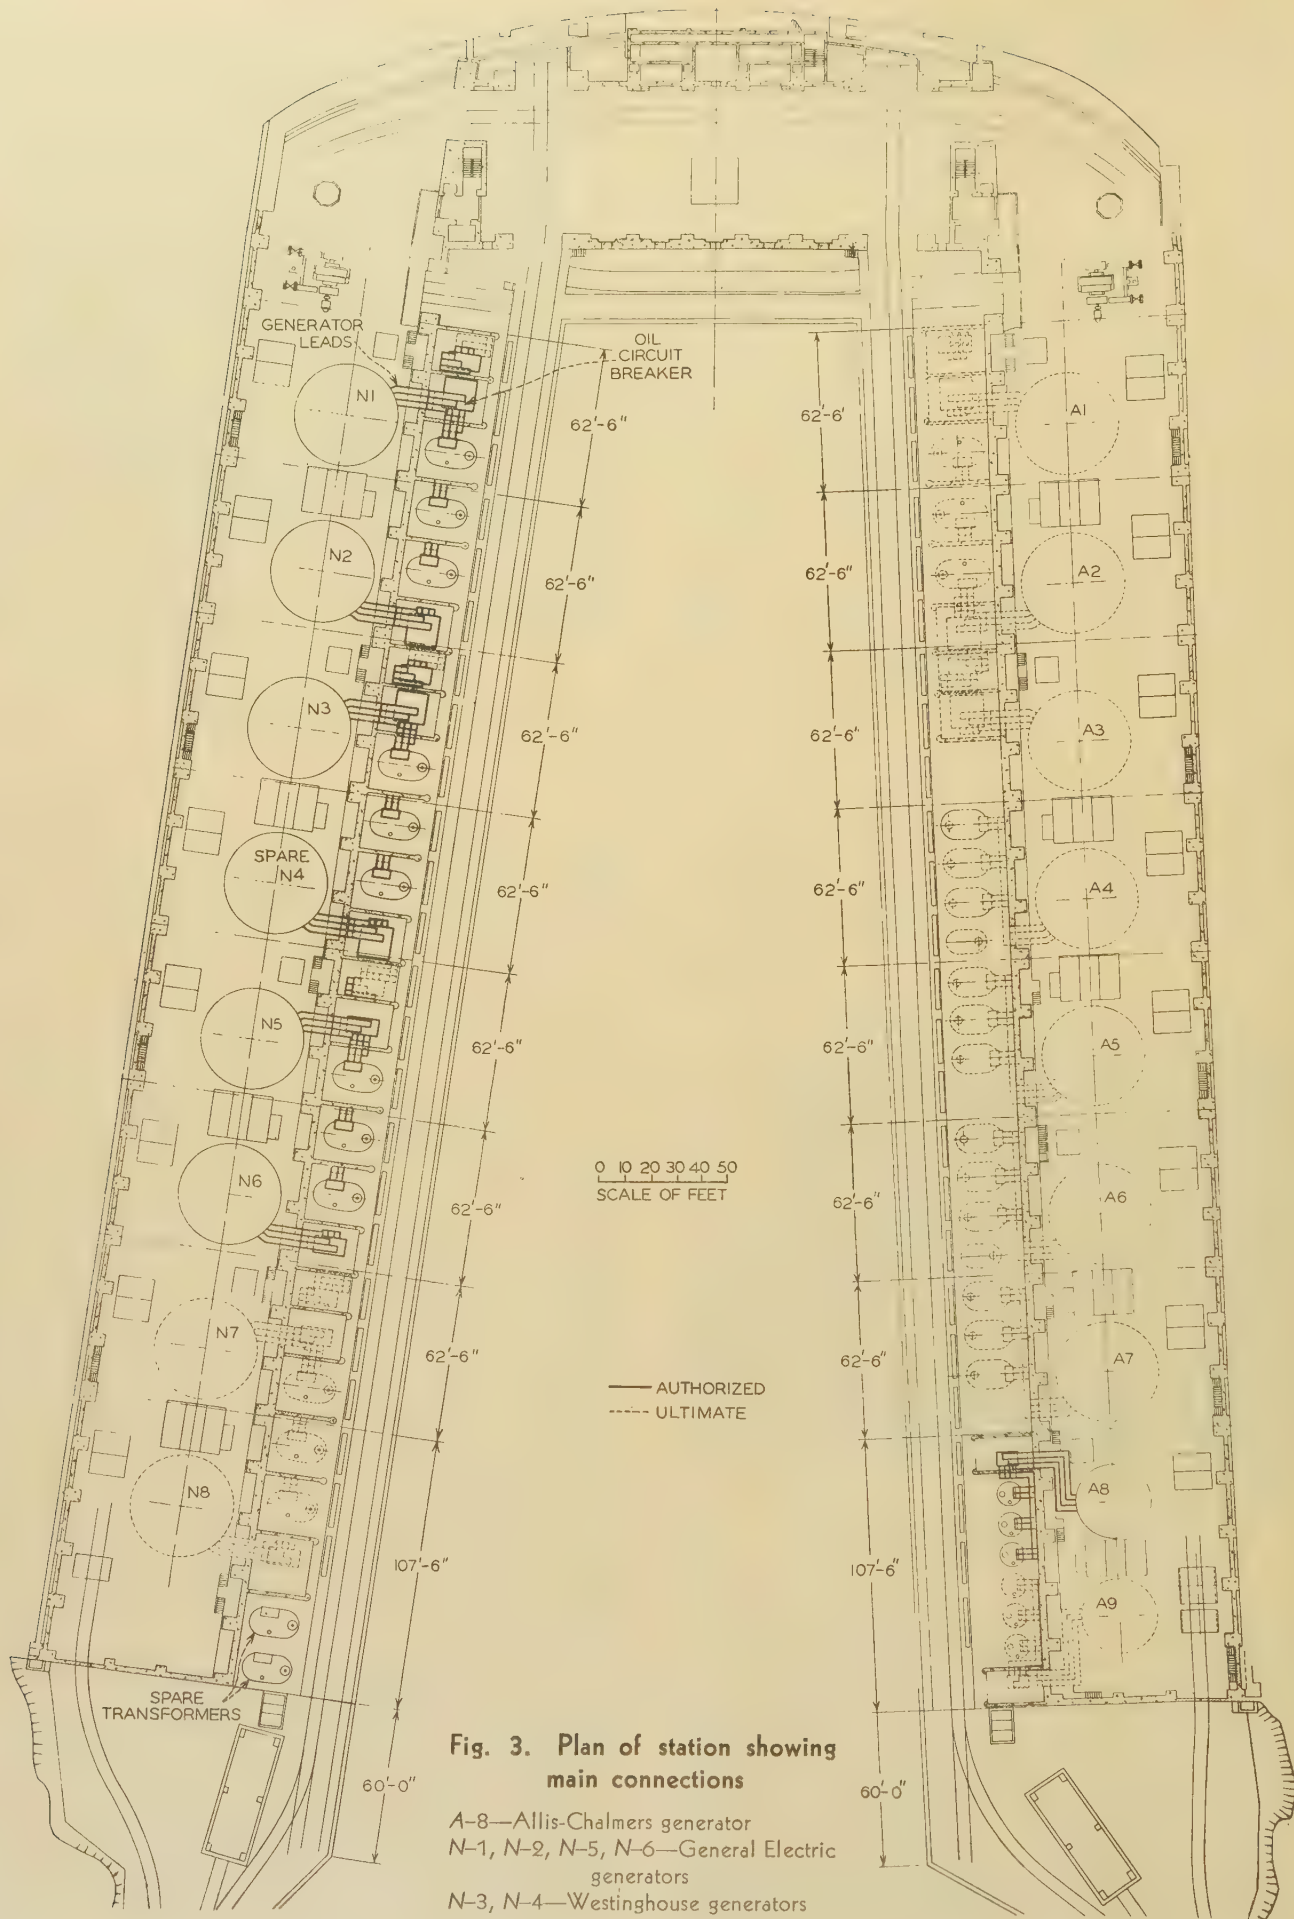 GENERATOR
LEADS
OIL
CIRCUIT
BREAKER
N1
N2
N3
SPARE
N4
N5
N6
N7
N8
62'-6"
62'-6"
62'-6"
62'-6"
62'-6"
62'-6"
62'-6"
107'-6"
60'-0"
SPARE
TRANSFORMERS
0 10 20 30 40 50
SCALE OF FEET
AUTHORIZED
ULTIMATE
62'-6'
62'-6"
62'-6"
62'-6"
62'-6"
62'-6"
62'-6"
107'-6"
60'-0"
A1
A2
A3
A4
A5
A6
A7
A8
A9
Fig. 3. Plan of station showing
main connections
A-8—Allis-Chalmers generator
N-1, N-2, N-5, N-6—General Electric
generators
N-3, N-4—Westinghouse generators